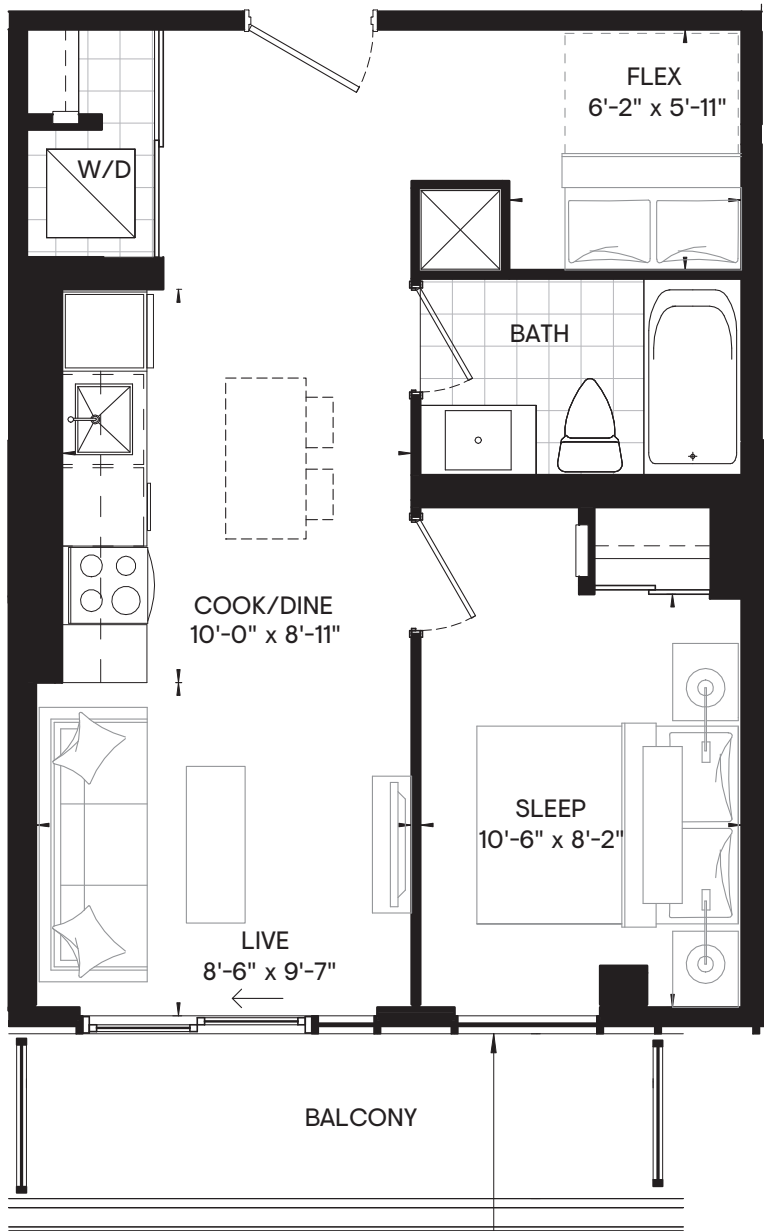 FLEX
6'-2" x 5'-11"
W/D
BATH
COOK/DINE
10'-0" x 8'-11"
SLEEP
10'-6" x 8'-2"
LIVE
8'-6" x 9'-7"
BALCONY